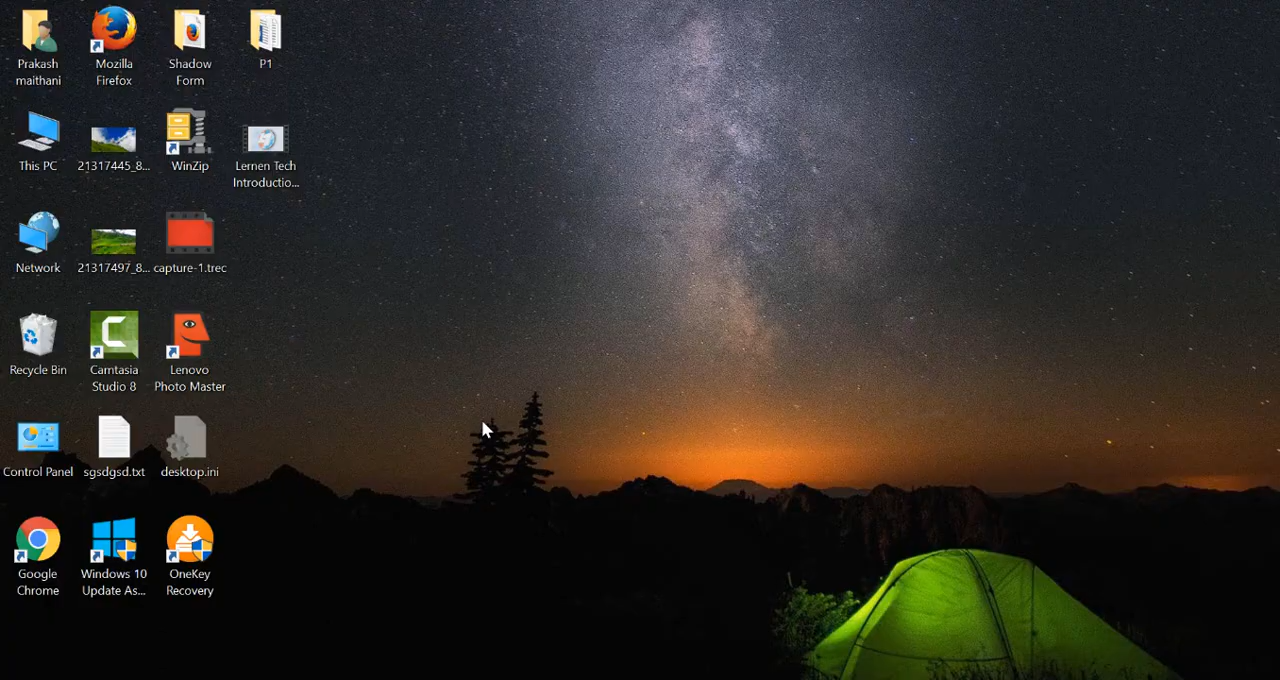 Prakash
maithani
Mozilla
Firefox
Shadow
Form
P1
This PC
21317445_8...
WinZip
Lernen Tech
Introductio...
Network
21317497_8...
capture-1.trec
Recycle Bin
Camtasia
Studio 8
Lenovo
Photo Master
Control Panel
sgsdgsd.txt
desktop.ini
Google
Chrome
Windows 10
Update As...
OneKey
Recovery